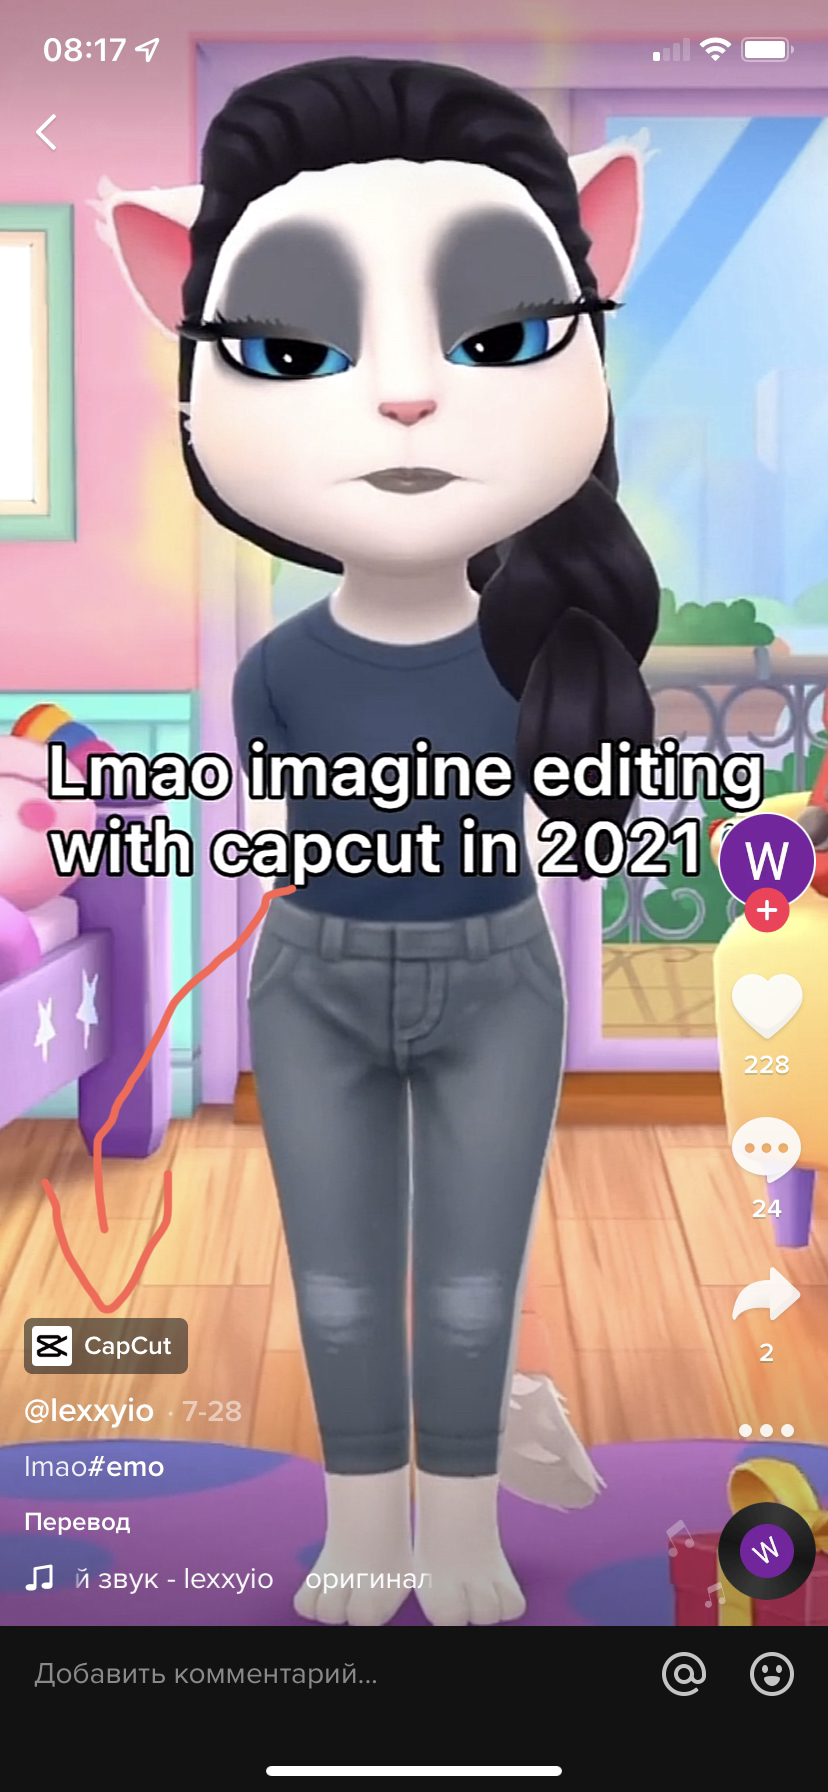 08:17
Lmao imagine editing
with capcut in 2021
W
228
24
2
CapCut
@lexxyio · 7-28
lmao#emo
Перевод
й звук - lexxyio оригинал
W
Добавить комментарий...